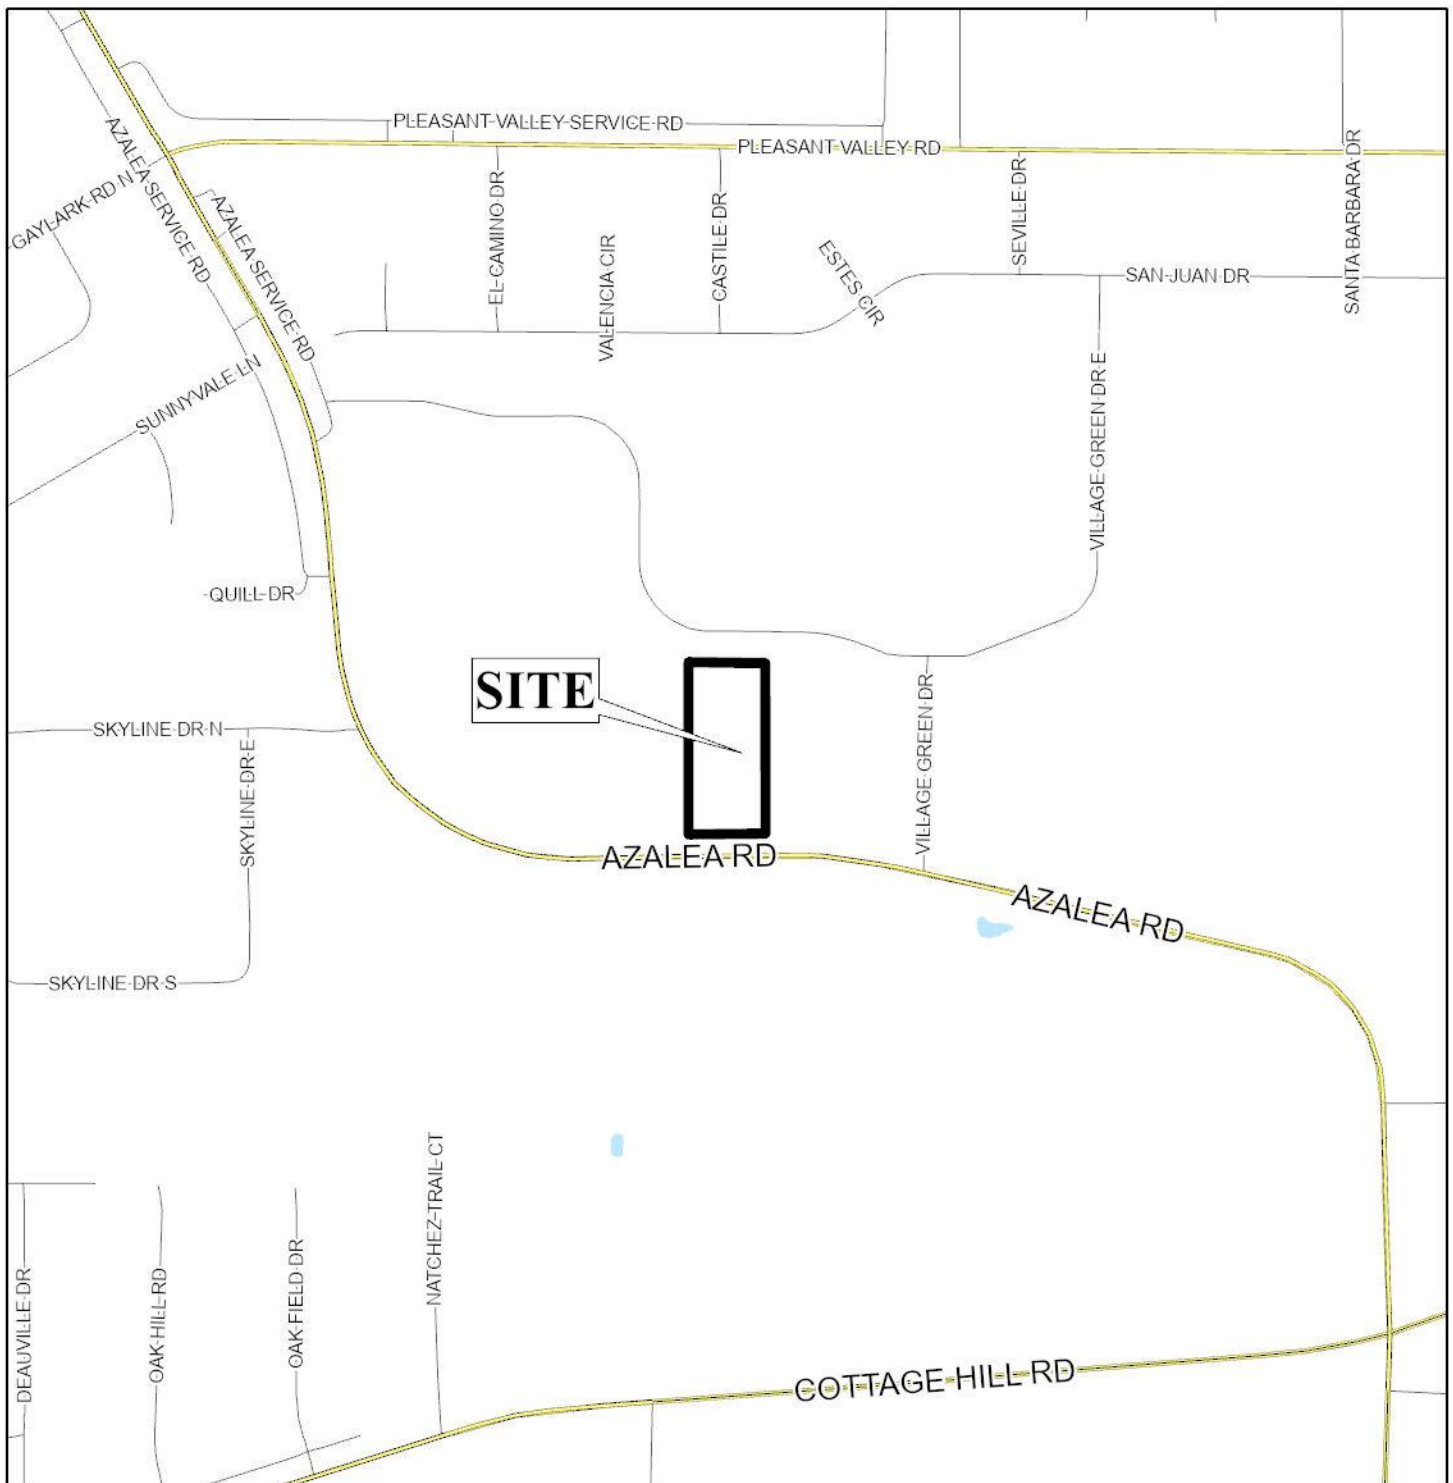 PLEASANT VALLEY SERVICE RD
PLEASANT VALLEY RD
AZALEA SERVICE RD
GAYLARK RD N
AZALEA SERVICE RD
EL CAMINO DR
VALENCIA CIR
CASTILE DR
ESTES CIR
SEVILLE DR
SAN JUAN DR
SANTA BARBARA DR
SUNNYVALE LN
VILLAGE GREEN DR E
QUILL DR
SITE
SKYLINE DR N
SKYLINE DR E
VILLAGE GREEN DR
AZALEA RD
AZALEA RD
SKYLINE DR S
NATCHEZ TRAIL CT
DEAUVILLE DR
OAK HILL RD
OAK FIELD DR
COTTAGE HILL RD